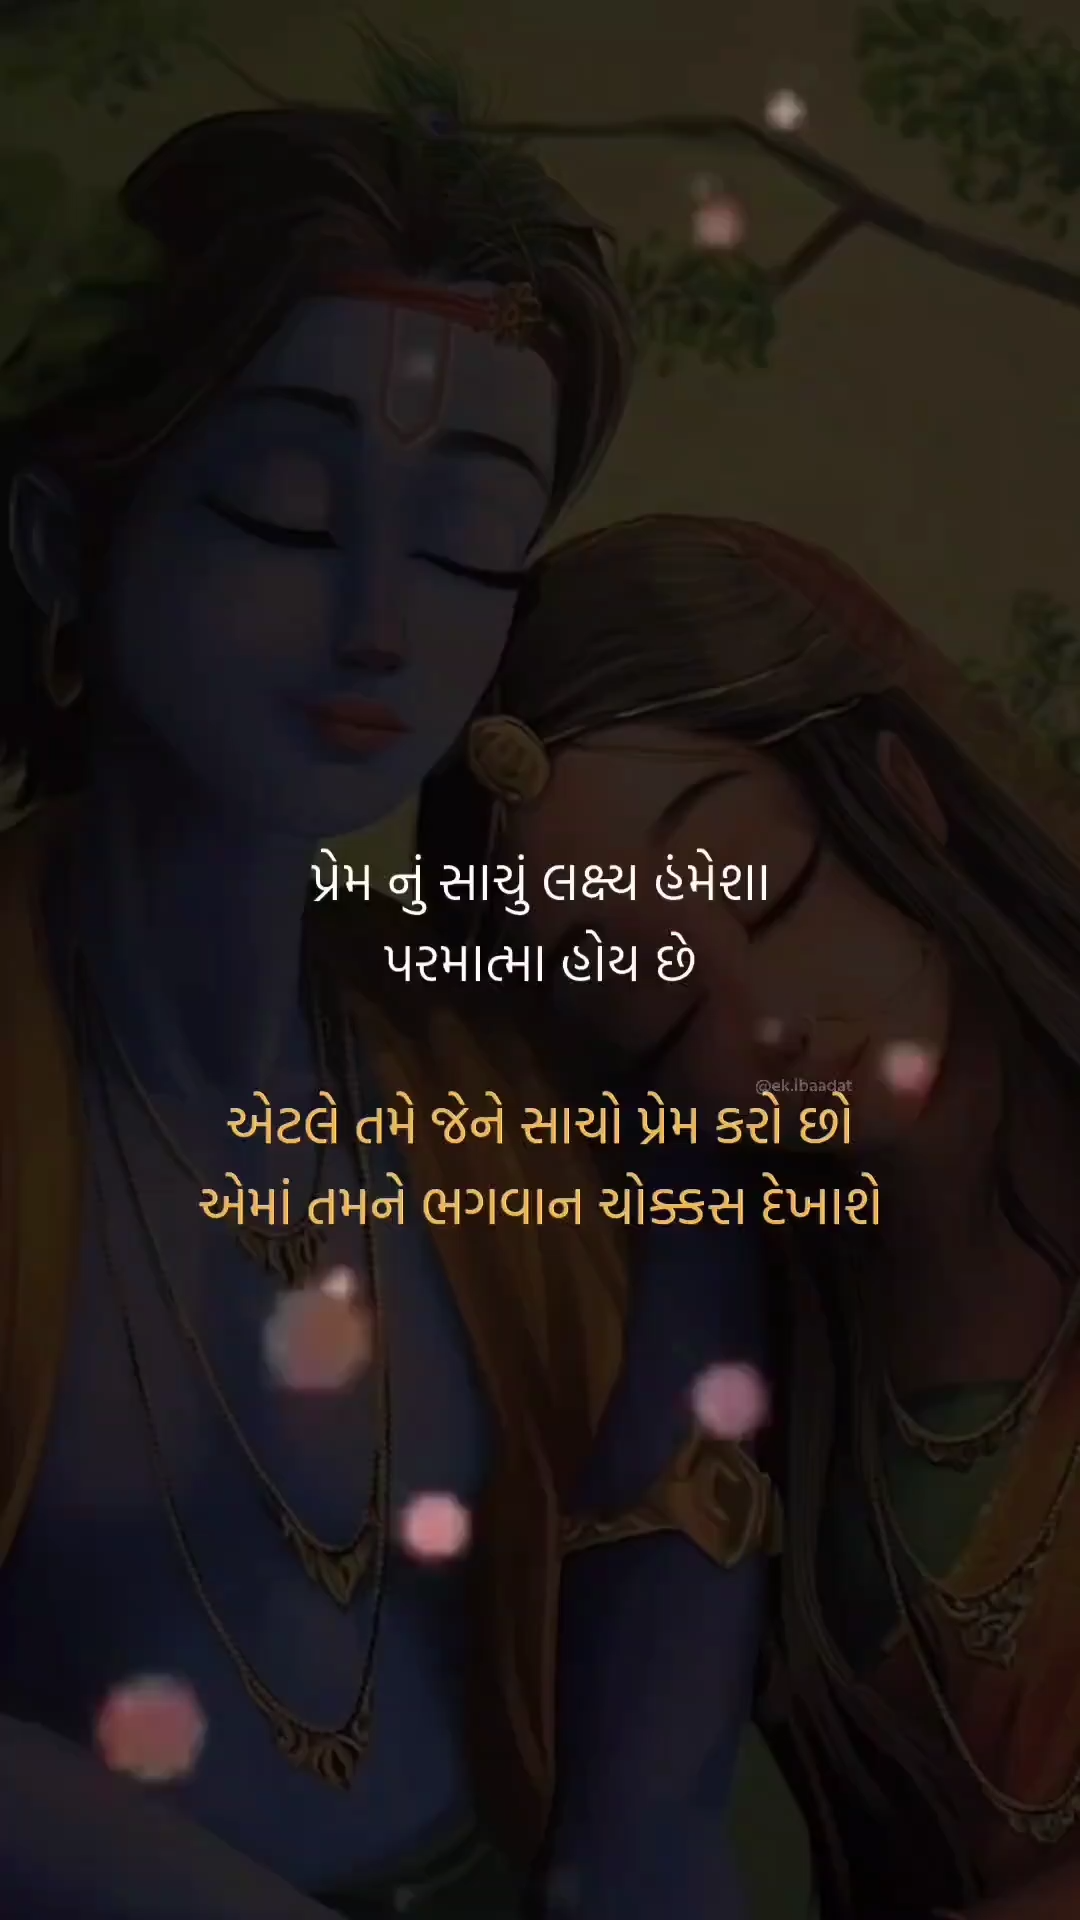 પ્રેમ નું સાચું લક્ષ્ય હંમેશા
પરમાત્મા હોય છે
@ek.Ibaadat
એટલે તમે જેને સાચો પ્રેમ કરો છો
એમાં તમને ભગવાન ચોક્કસ દેખાશે